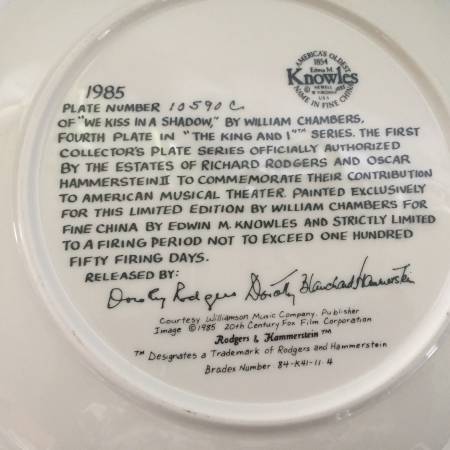 AMERICA'S OLDEST
1854
Edwin M.
Knowles
NEWELL
W. VIRGINIA
USA
NAME IN FINE CHINA
1985
PLATE NUMBER 10590C
OF "WE KISS IN A SHADOW," BY WILLIAM CHAMBERS,
FOURTH PLATE IN "THE KING AND I"™ SERIES. THE FIRST
COLLECTOR'S PLATE SERIES OFFICIALLY AUTHORIZED
BY THE ESTATES OF RICHARD RODGERS AND OSCAR
HAMMERSTEIN II TO COMMEMORATE THEIR CONTRIBUTION
TO AMERICAN MUSICAL THEATER. PAINTED EXCLUSIVELY
FOR THIS LIMITED EDITION BY WILLIAM CHAMBERS FOR
FINE CHINA BY EDWIN M. KNOWLES AND STRICTLY LIMITED
TO A FIRING PERIOD NOT TO EXCEED ONE HUNDRED
FIFTY FIRING DAYS.
RELEASED BY:
Dorothy Rodgers Dorothy Blanchard Hammerstein
Courtesy Williamson Music Company, Publisher
Image ©1985 20th Century Fox Film Corporation
Rodgers & Hammerstein™
™ Designates a Trademark of Rodgers and Hammerstein
Bradex Number 84-K41-11.4